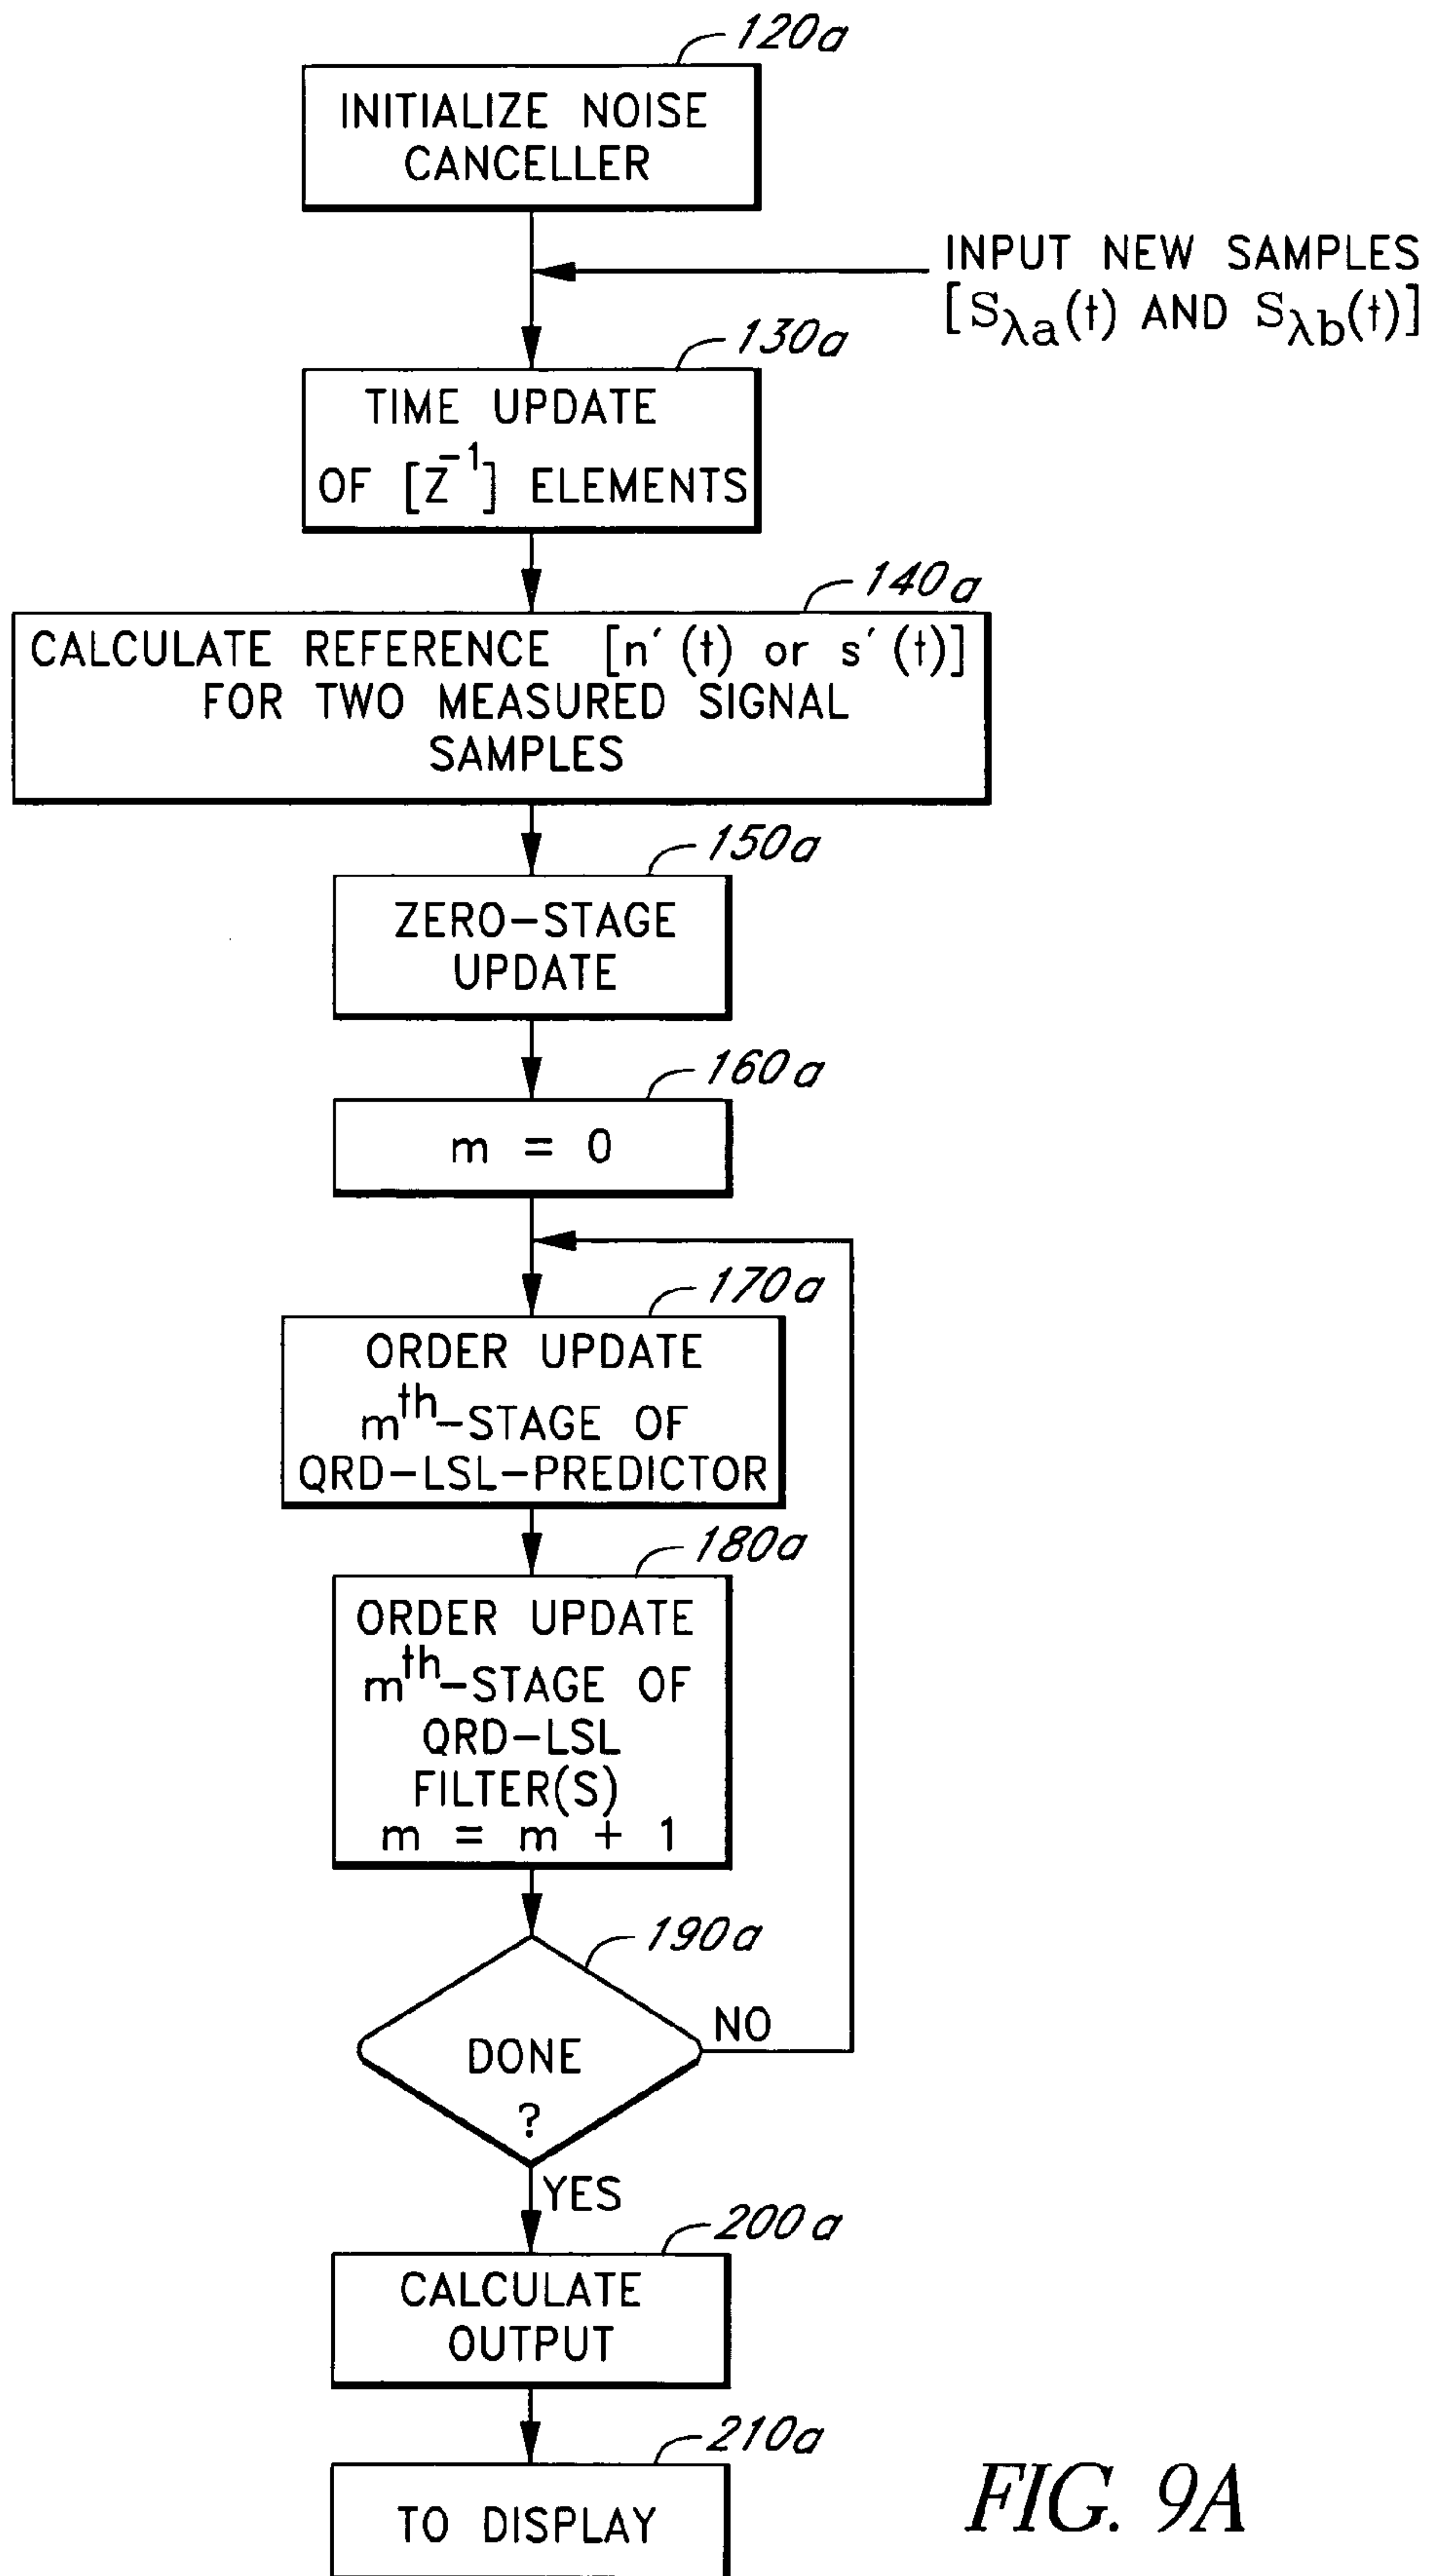 120a
INITIALIZE NOISE
CANCELLER
INPUT NEW SAMPLES
[S_λa(t) AND S_λb(t)]
130a
TIME UPDATE
OF [Z^-1] ELEMENTS
140a
CALCULATE REFERENCE [n′(t) or s′(t)]
FOR TWO MEASURED SIGNAL
SAMPLES
150a
ZERO-STAGE
UPDATE
160a
m = 0
170a
ORDER UPDATE
m^th-STAGE OF
QRD-LSL-PREDICTOR
180a
ORDER UPDATE
m^th-STAGE OF
QRD-LSL
FILTER(S)
m = m + 1
190a
NO
DONE
?
YES
200a
CALCULATE
OUTPUT
210a
TO DISPLAY
FIG. 9A